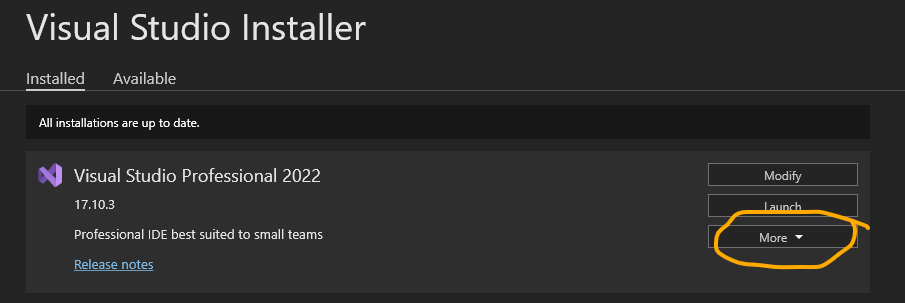 Visual Studio Installer
Installed Available
All installations are up to date.
Visual Studio Professional 2022
Modify
17.10.3
Launch
Professional IDE best suited to small teams
More
Release notes